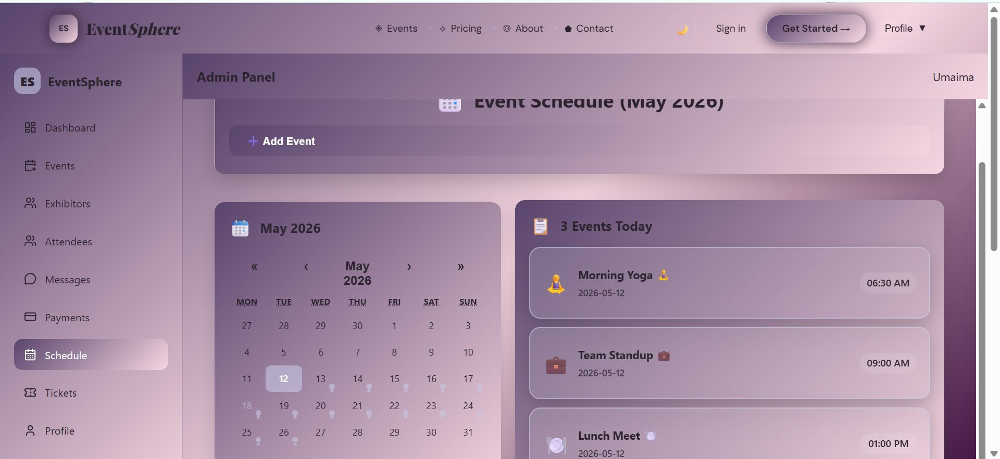 ES EventSphere
Events
Pricing
About
Contact
Sign in
Get Started →
Profile ▼
ES EventSphere
Admin Panel
Umaima
Dashboard
Events
Exhibitors
Attendees
Messages
Payments
Schedule
Tickets
Profile
Event Schedule (May 2026)
Add Event
May 2026
« ‹ May 2026 › »
MON TUE WED THU FRI SAT SUN
27 28 29 30 1 2 3
4 5 6 7 8 9 10
11 12 13 14 15 16 17
18 19 20 21 22 23 24
25 26 27 28 29 30 31
3 Events Today
Morning Yoga
2026-05-12
06:30 AM
Team Standup
2026-05-12
09:00 AM
Lunch Meet
2026-05-12
01:00 PM